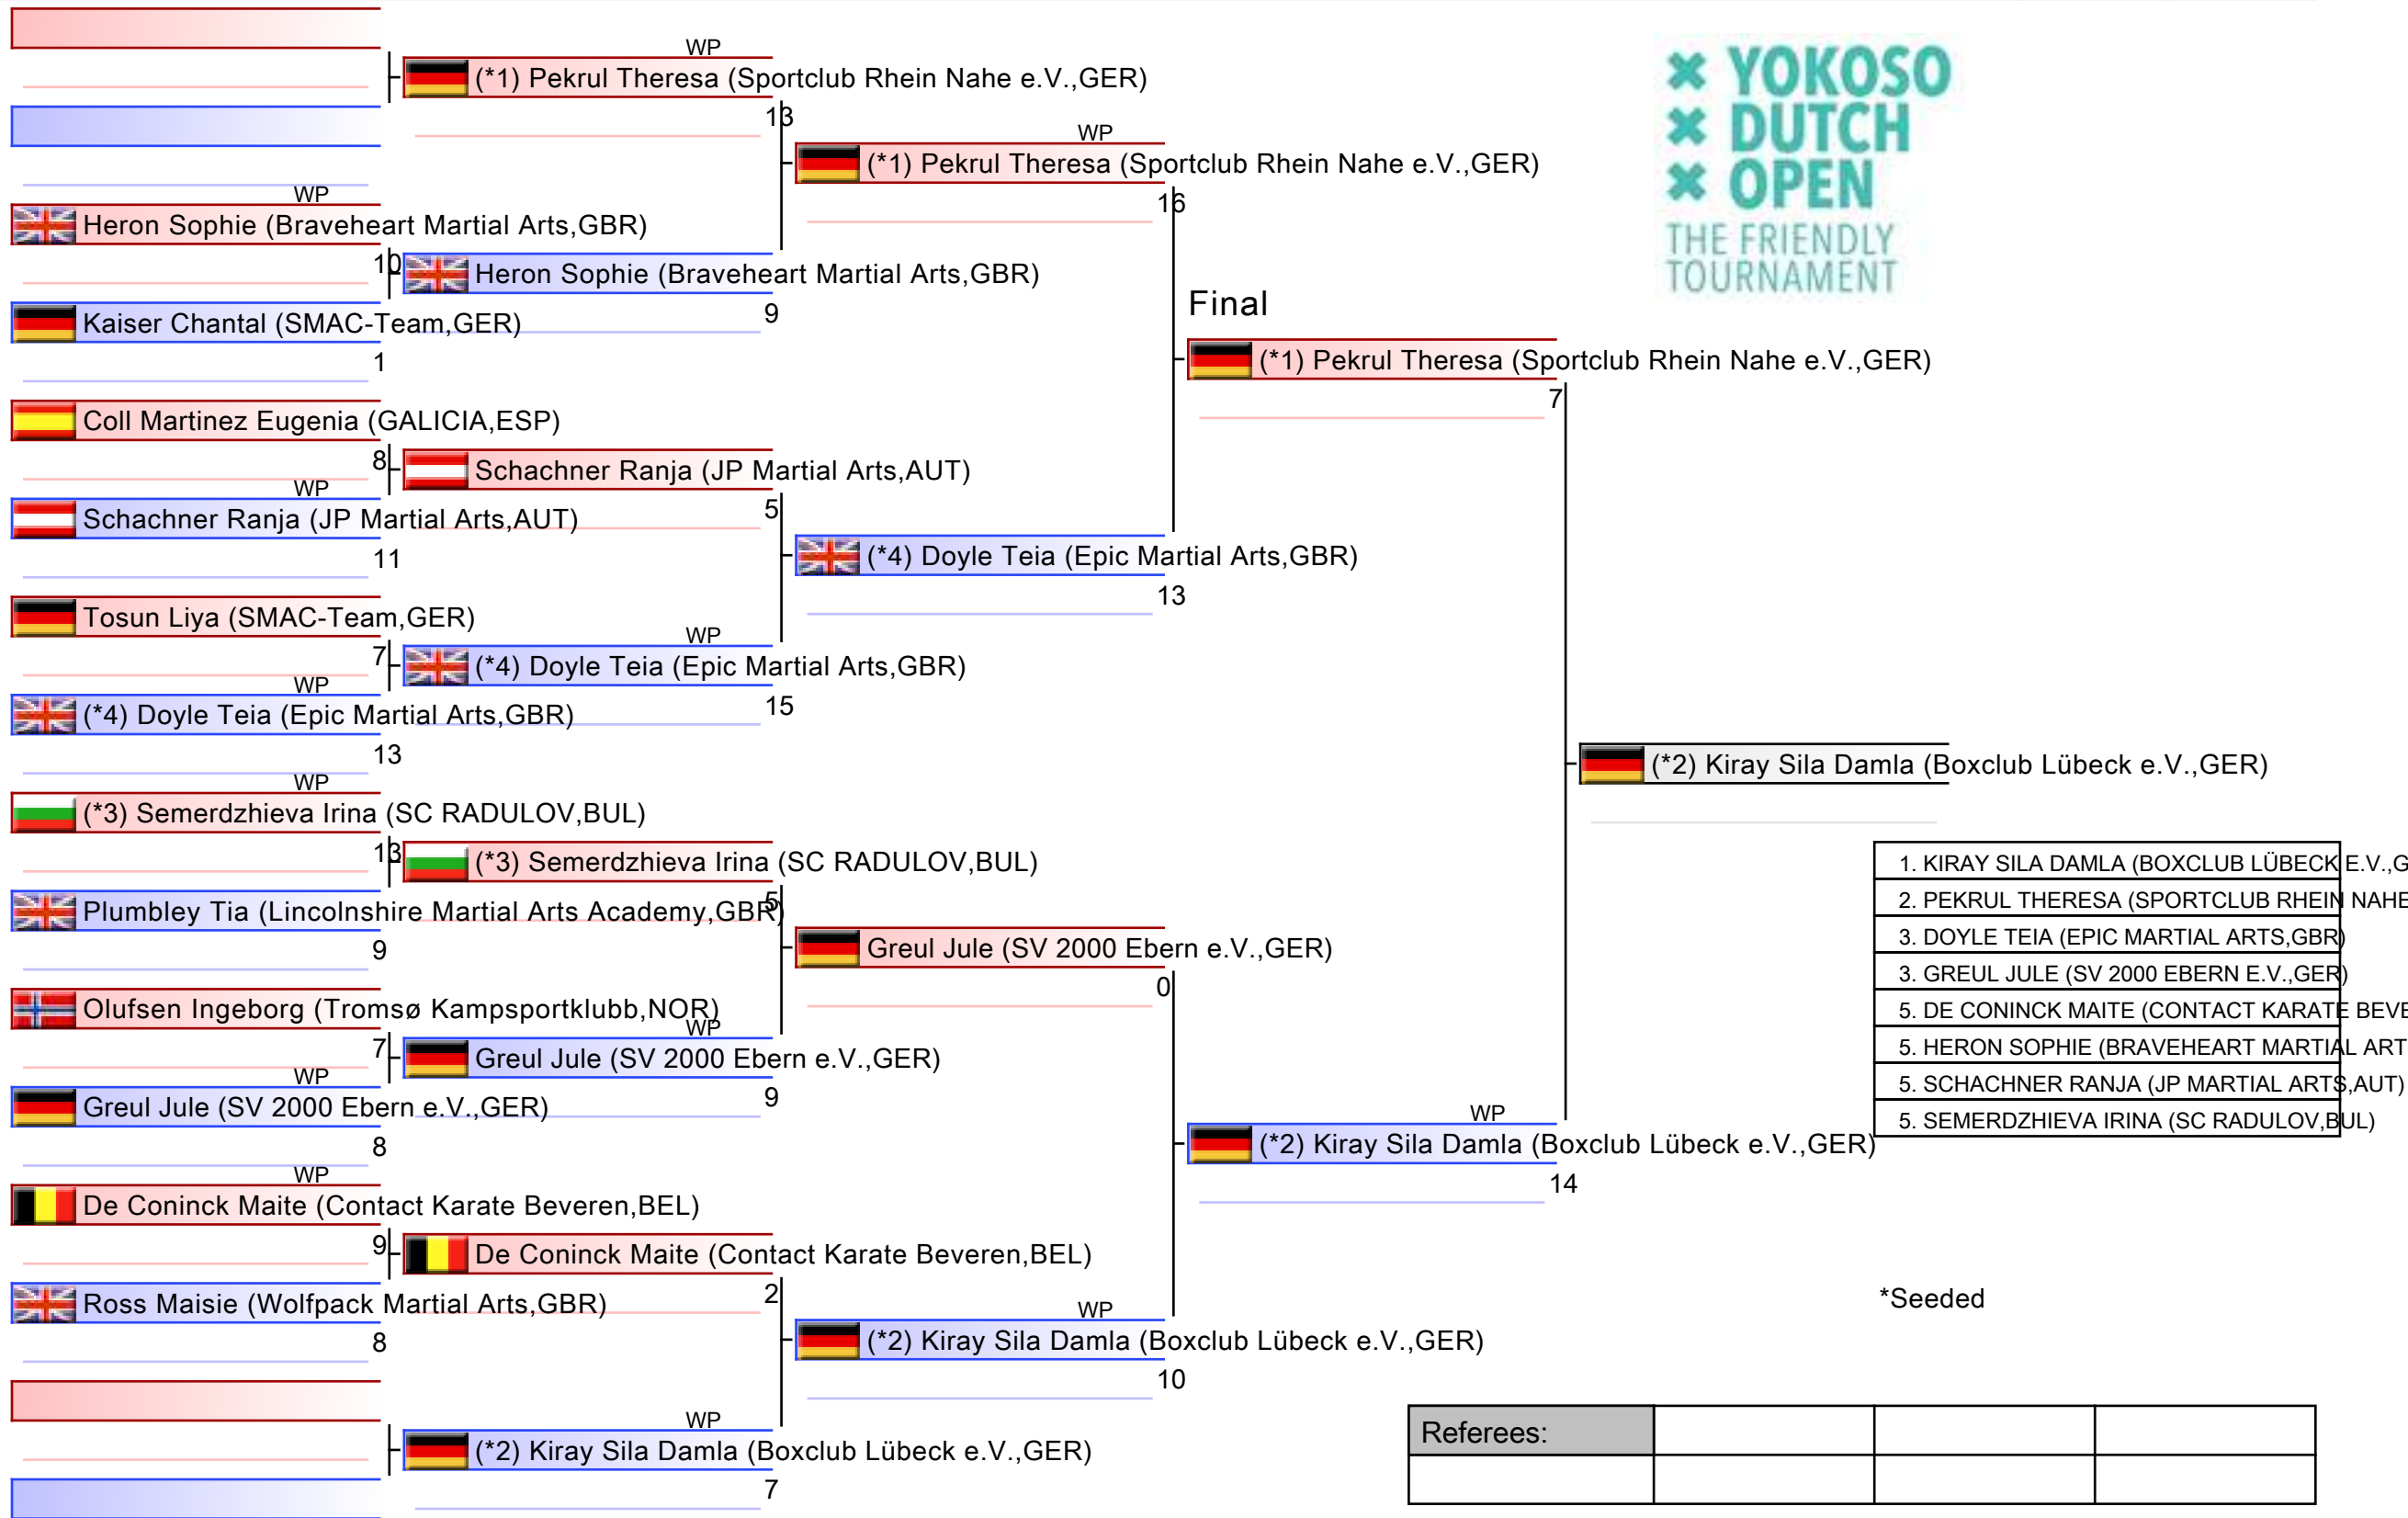 WP
(*1) Pekrul Theresa (Sportclub Rhein Nahe e.V.,GER)
13
WP
Heron Sophie (Braveheart Martial Arts,GBR)
10
Kaiser Chantal (SMAC-Team,GER)
1
Heron Sophie (Braveheart Martial Arts,GBR)
9
Coll Martinez Eugenia (GALICIA,ESP)
8
WP
Schachner Ranja (JP Martial Arts,AUT)
11
Schachner Ranja (JP Martial Arts,AUT)
5
Tosun Liya (SMAC-Team,GER)
7
WP
(*4) Doyle Teia (Epic Martial Arts,GBR)
13
WP
(*4) Doyle Teia (Epic Martial Arts,GBR)
15
WP
(*3) Semerdzhieva Irina (SC RADULOV,BUL)
13
Plumbley Tia (Lincolnshire Martial Arts Academy,GBR)
9
(*3) Semerdzhieva Irina (SC RADULOV,BUL)
5
Olufsen Ingeborg (Tromsø Kampsportklubb,NOR)
7
WP
Greul Jule (SV 2000 Ebern e.V.,GER)
8
WP
Greul Jule (SV 2000 Ebern e.V.,GER)
9
WP
De Coninck Maite (Contact Karate Beveren,BEL)
9
Ross Maisie (Wolfpack Martial Arts,GBR)
8
De Coninck Maite (Contact Karate Beveren,BEL)
2
WP
(*2) Kiray Sila Damla (Boxclub Lübeck e.V.,GER)
7
WP
(*1) Pekrul Theresa (Sportclub Rhein Nahe e.V.,GER)
16
(*4) Doyle Teia (Epic Martial Arts,GBR)
13
Greul Jule (SV 2000 Ebern e.V.,GER)
0
WP
(*2) Kiray Sila Damla (Boxclub Lübeck e.V.,GER)
10
Final
(*1) Pekrul Theresa (Sportclub Rhein Nahe e.V.,GER)
7
WP
(*2) Kiray Sila Damla (Boxclub Lübeck e.V.,GER)
14
(*2) Kiray Sila Damla (Boxclub Lübeck e.V.,GER)
YOKOSO
DUTCH
OPEN
THE FRIENDLY
TOURNAMENT
1. KIRAY SILA DAMLA (BOXCLUB LÜBECK E.V.,G
2. PEKRUL THERESA (SPORTCLUB RHEIN NAHE
3. DOYLE TEIA (EPIC MARTIAL ARTS,GBR)
3. GREUL JULE (SV 2000 EBERN E.V.,GER)
5. DE CONINCK MAITE (CONTACT KARATE BEVE
5. HERON SOPHIE (BRAVEHEART MARTIAL ART
5. SCHACHNER RANJA (JP MARTIAL ARTS,AUT)
5. SEMERDZHIEVA IRINA (SC RADULOV,BUL)
*Seeded
Referees: